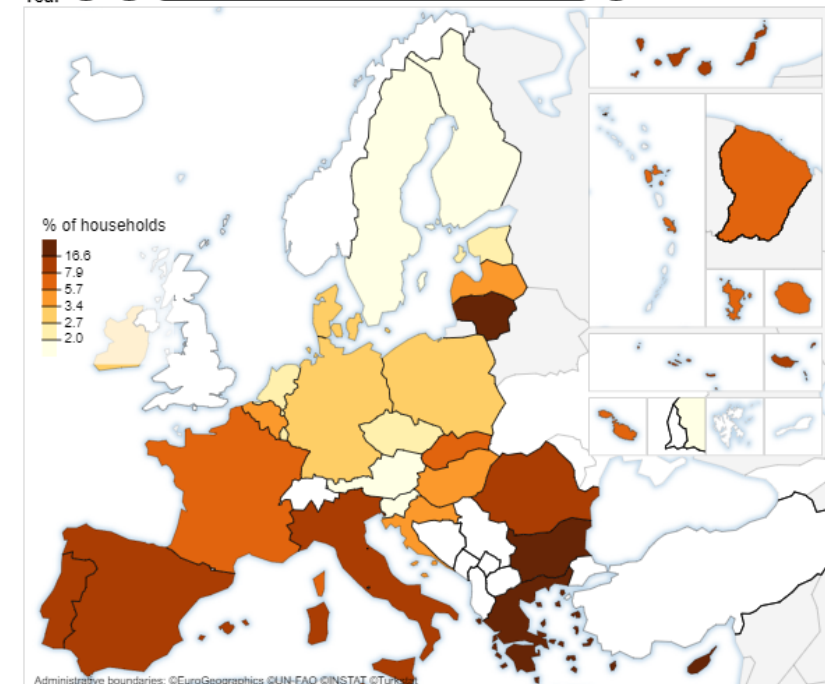 Year
% of households
16.6
7.9
5.7
3.4
2.7
2.0
Administrative boundaries: ©EuroGeographics ©UN-FAO ©INSTAT ©Turkstat